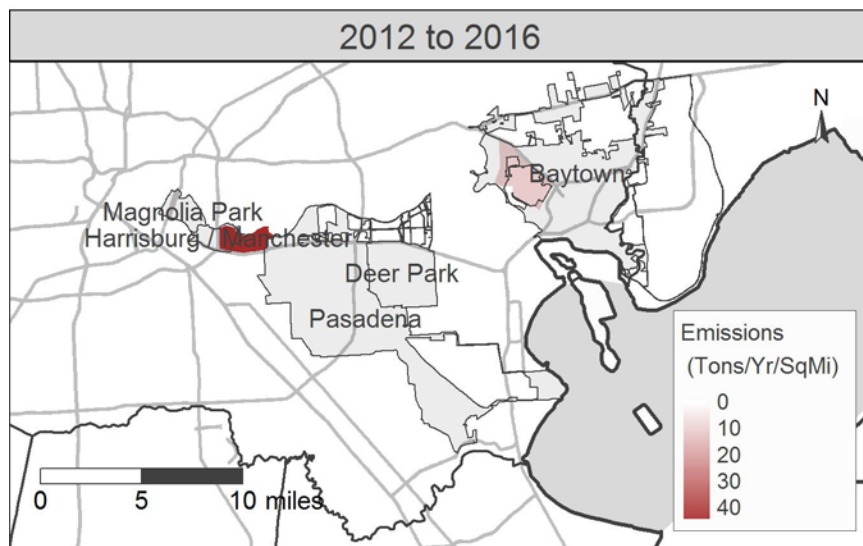 2012 to 2016
N
Baytown
Magnolia Park
Harrisburg
Manchester
Deer Park
Pasadena
Emissions
(Tons/Yr/SqMi)
0
10
20
30
40
0 5 10 miles